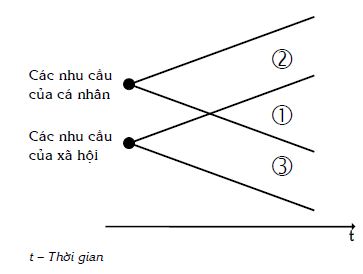 ②
Các nhu cầu
của cá nhân
①
Các nhu cầu
của xã hội
③
t
t – Thời gian